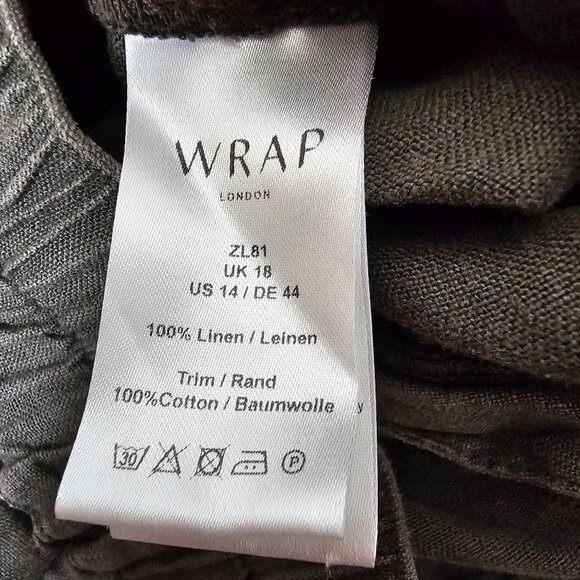 WRAP
LONDON
ZL81
UK 18
US 14 / DE 44
100% Linen / Leinen
Trim / Rand
100%Cotton / Baumwolle
y
30
P